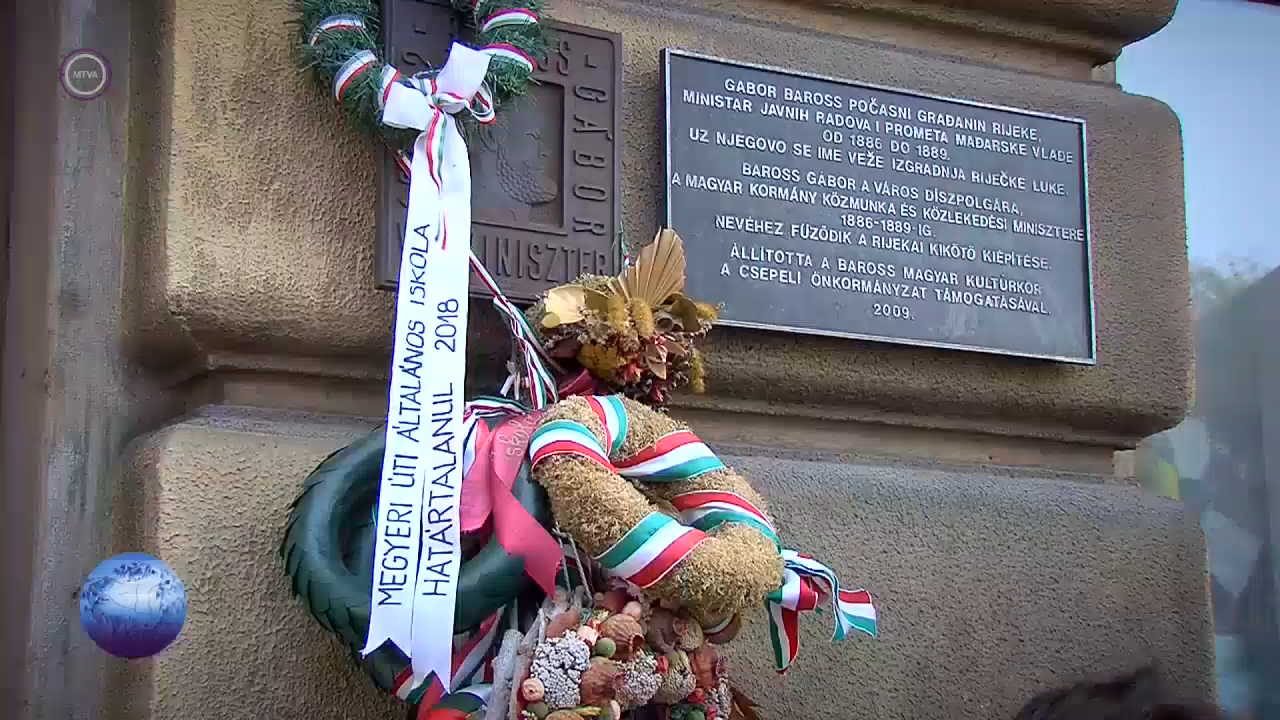 MTVA
GÁBOR
MINISZTER
GABOR BAROSS POČASNI GRAĐANIN RIJEKE,
MINISTAR JAVNIH RADOVA I PROMETA MAĐARSKE VLADE
OD 1886 DO 1889.
UZ NJEGOVO SE IME VEŽE IZGRADNJA RIJEČKE LUKE.
BAROSS GÁBOR A VÁROS DÍSZPOLGÁRA,
A MAGYAR KORMÁNY KÖZMUNKA ÉS KÖZLEKEDÉSI MINISZTERE
1886-1889-IG.
NEVÉHEZ FŰZŐDIK A RIJEKAI KIKÖTŐ KIÉPÍTÉSE.
ÁLLÍTOTTA A BAROSS MAGYAR KULTÚRKÖR
A CSEPELI ÖNKORMÁNYZAT TÁMOGATÁSÁVAL.
2009.
MEGYERI ÚTI ÁLTALÁNOS ISKOLA
HATÁRTALANUL 2018